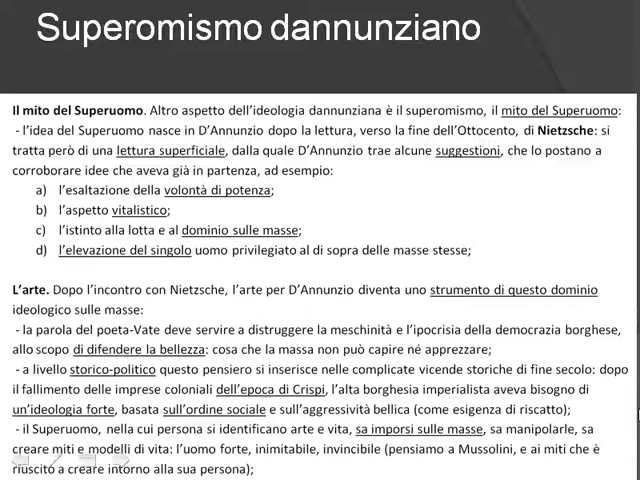 Superomismo dannunziano
Il mito del Superuomo. Altro aspetto dell'ideologia dannunziana è il superomismo, il mito del Superuomo:
- l'idea del Superuomo nasce in D'Annunzio dopo la lettura, verso la fine dell'Ottocento, di Nietzsche: si
tratta però di una lettura superficiale, dalla quale D'Annunzio trae alcune suggestioni, che lo postano a
corroborare idee che aveva già in partenza, ad esempio:
a) l'esaltazione della volontà di potenza;
b) l'aspetto vitalistico;
c) l'istinto alla lotta e al dominio sulle masse;
d) l'elevazione del singolo uomo privilegiato al di sopra delle masse stesse;
L'arte. Dopo l'incontro con Nietzsche, l'arte per D'Annunzio diventa uno strumento di questo dominio
ideologico sulle masse:
- la parola del poeta-Vate deve servire a distruggere la meschinità e l'ipocrisia della democrazia borghese,
allo scopo di difendere la bellezza: cosa che la massa non può capire né apprezzare;
- a livello storico-politico questo pensiero si inserisce nelle complicate vicende storiche di fine secolo: dopo
il fallimento delle imprese coloniali dell'epoca di Crispi, l'alta borghesia imperialista aveva bisogno di
un'ideologia forte, basata sull'ordine sociale e sull'aggressività bellica (come esigenza di riscatto);
- il Superuomo, nella cui persona si identificano arte e vita, sa imporsi sulle masse, sa manipolarle, sa
creare miti e modelli di vita: l'uomo forte, inimitabile, invincibile (pensiamo a Mussolini, e ai miti che è
riuscito a creare intorno alla sua persona);